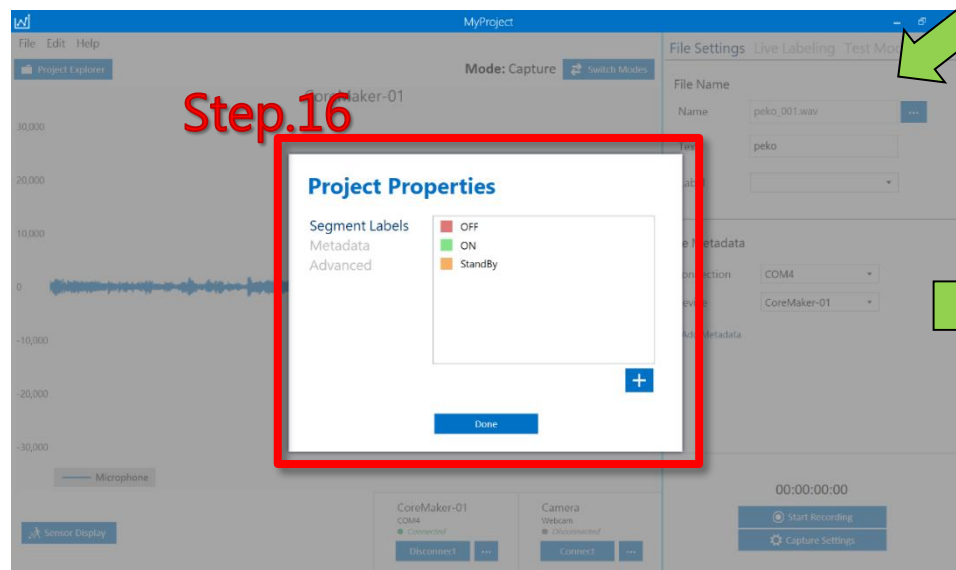 MyProject
File Edit Help
Project Explorer
Mode: Capture
Switch Modes
File Settings Live Labeling
CoreMaker-01
Step.16
File Name
Name
peko_001.wav
peko
30,000
20,000
10,000
0
-10,000
-20,000
-30,000
Project Properties
Segment Labels
Metadata
Advanced
OFF
ON
StandBy
+
Done
Metadata
COM4
CoreMaker-01
Metadata
Microphone
Sensor Display
CoreMaker-01
COM4
Connected
Disconnect
...
Camera
Webcam
Disconnected
Connect
...
00:00:00:00
Start Recording
Capture Settings